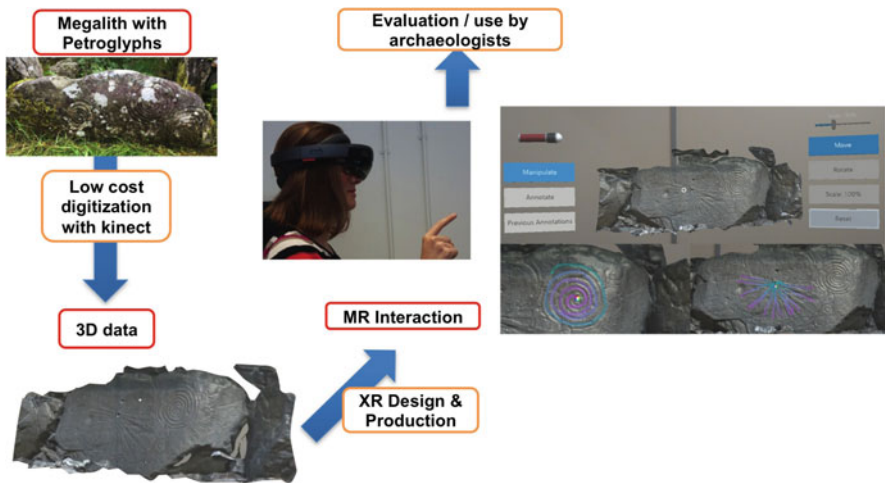 Megalith with
Petroglyphs
Evaluation / use by
archaeologists
Low cost
digitization
with kinect
Manipulate
Annotate
Previous Annotations
Move
Rotate
Scale: 100%
Reset
3D data
MR Interaction
XR Design &
Production